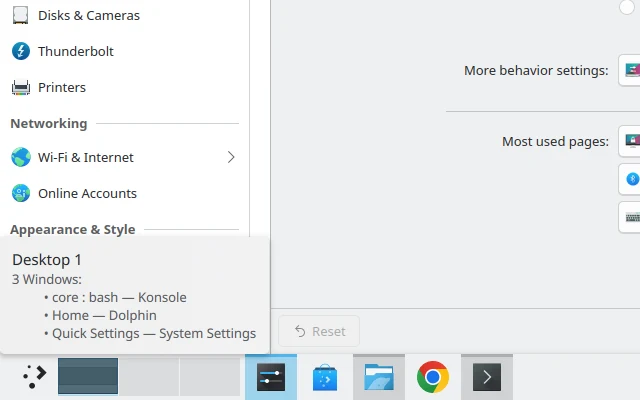 Disks & Cameras
Thunderbolt
Printers
Networking
Wi-Fi & Internet
Online Accounts
Appearance & Style
Desktop 1
3 Windows:
• core : bash — Konsole
• Home — Dolphin
• Quick Settings — System Settings
More behavior settings:
Most used pages:
Reset